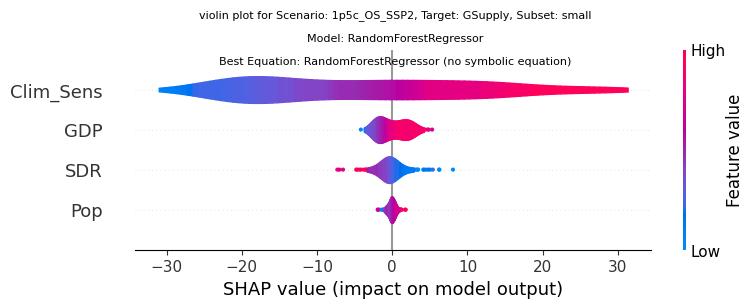 violin plot for Scenario: 1p5c_OS_SSP2, Target: GSupply, Subset: small
Model: RandomForestRegressor
Best Equation: RandomForestRegressor (no symbolic equation)
High
Clim_Sens
GDP
SDR
Pop
Feature value
Low
−30 −20 −10 0 10 20 30
SHAP value (impact on model output)